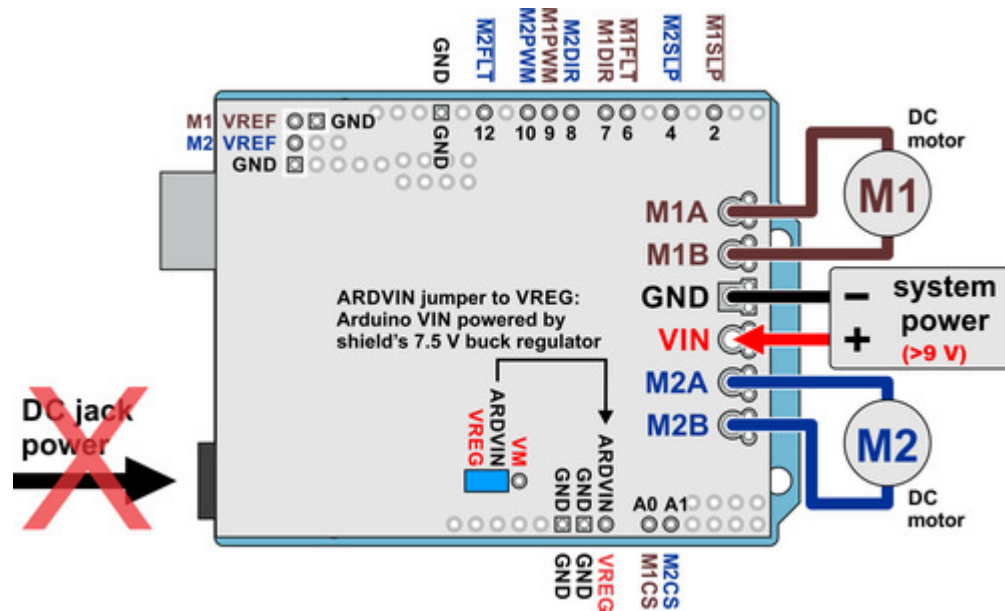 GND
M2FLT
M2PWM
M1PWM
M2DIR
M1DIR
M1FLT
M2SLP
M1SLP
M1 VREF
GND
M2 VREF
GND
GND
12
10
9
8
7
6
4
2
DC
motor
M1
M1A
M1B
GND
VIN
M2A
M2B
system
power
(>9 V)
−
+
ARDVIN jumper to VREG:
Arduino VIN powered by
shield's 7.5 V buck regulator
DC jack
power
VREG
ARDVIN
VM
GND
GND
ARDVIN
A0
A1
M2
DC
motor
GND
GND
VREG
M1CS
M2CS